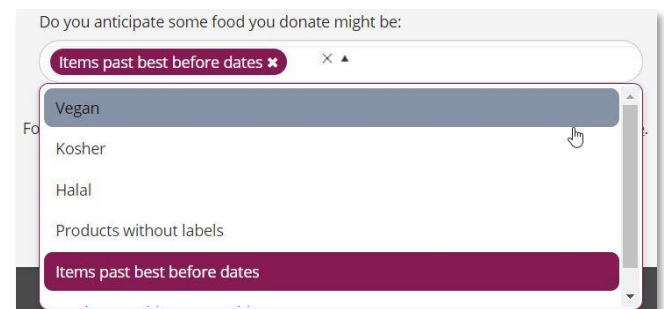 Do you anticipate some food you donate might be:
Items past best before dates ✖ × ▲
Vegan
Fo
Kosher
Halal
Products without labels
Items past best before dates